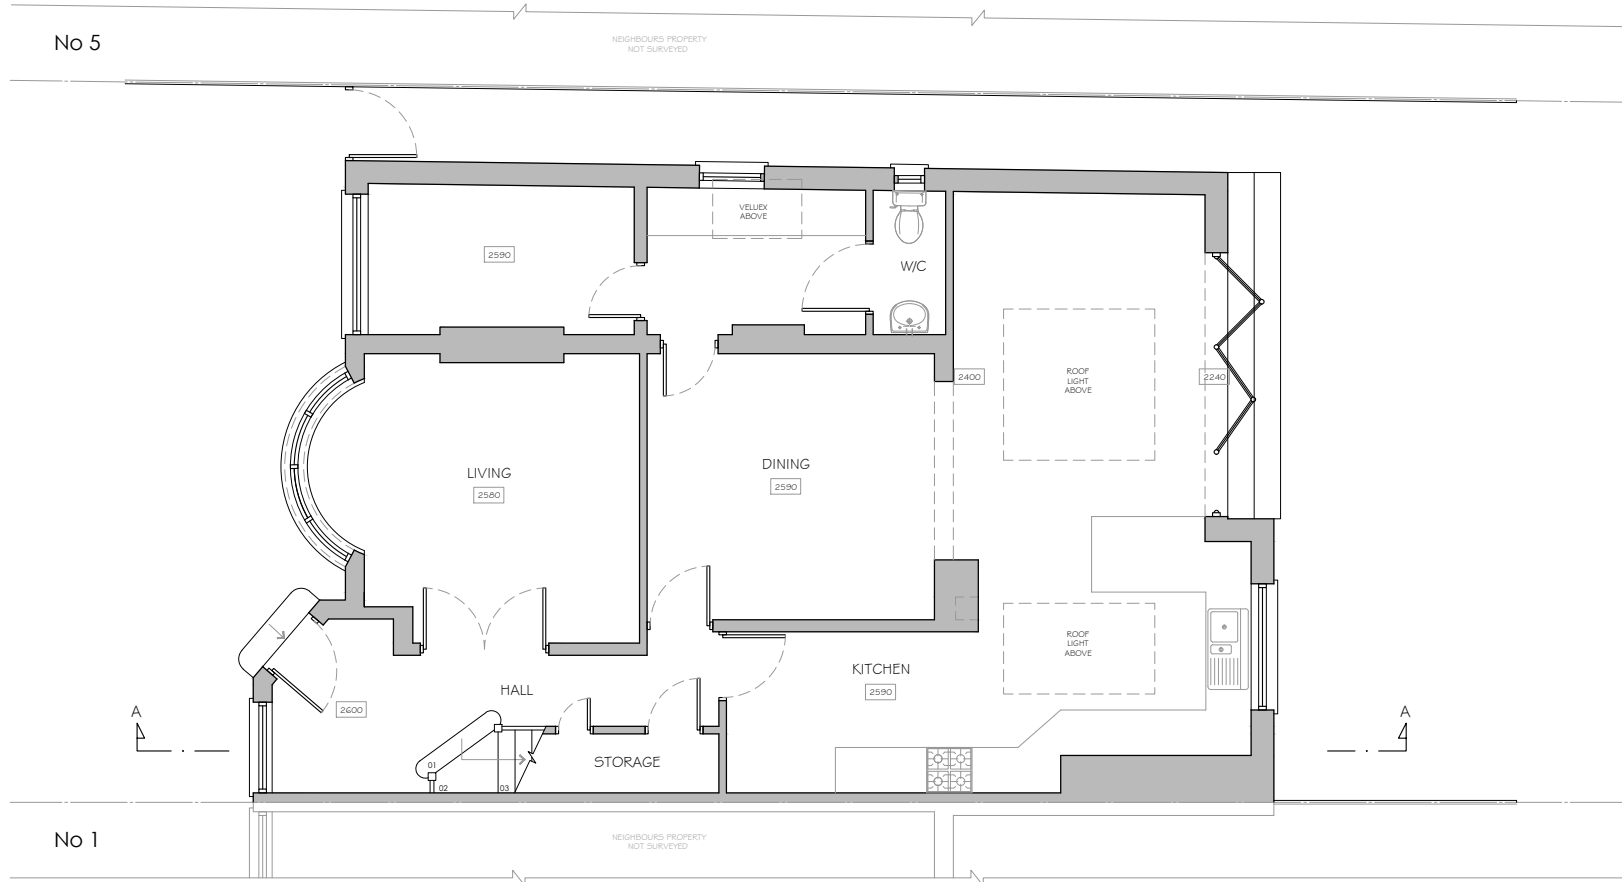 No 5
NEIGHBOURS PROPERTY
NOT SURVEYED
VELUEX
ABOVE
2590
W/C
2400
ROOF
LIGHT
ABOVE
2240
LIVING
2580
DINING
2590
ROOF
LIGHT
ABOVE
KITCHEN
2590
HALL
2600
A
A
STORAGE
01
02
03
No 1
NEIGHBOURS PROPERTY
NOT SURVEYED